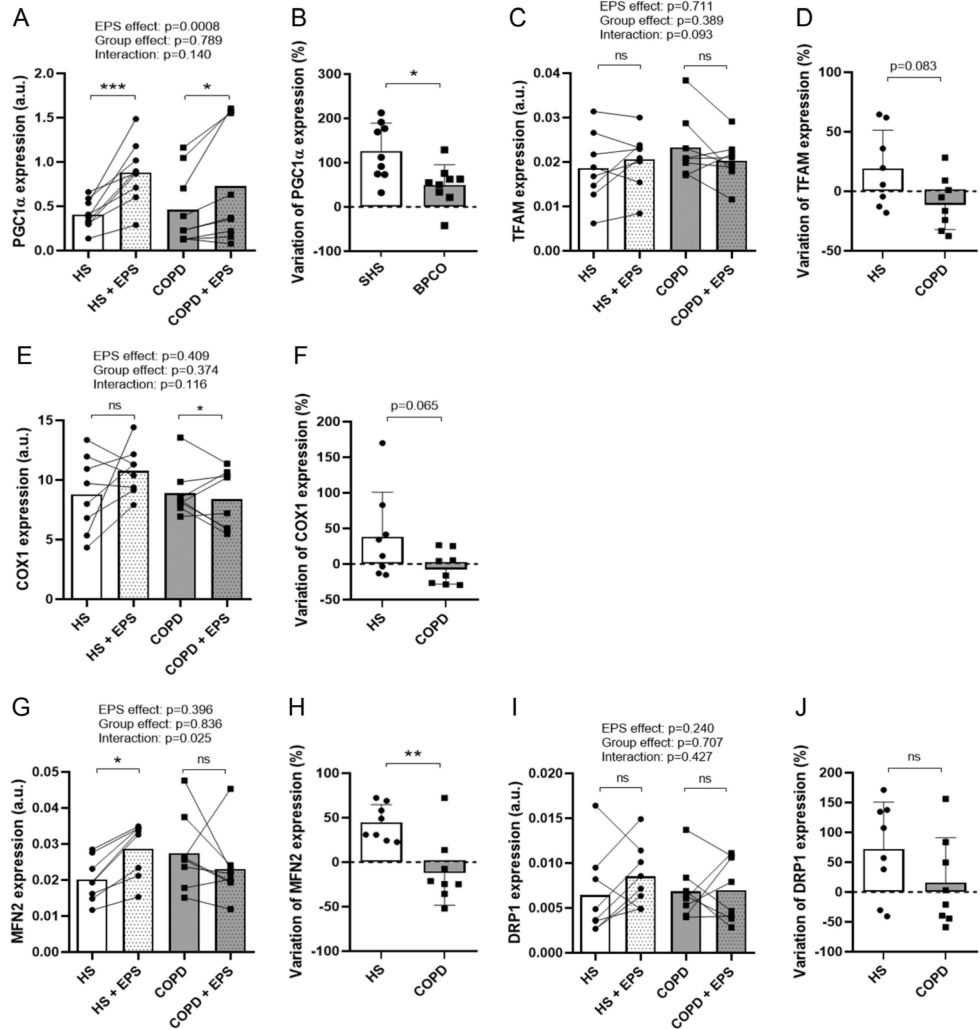 A
EPS effect: p=0.0008
Group effect: p=0.789
Interaction: p=0.140
PGC1α expression (a.u.)
2.0
1.5
1.0
0.5
0.0
***
*
HS
HS + EPS
COPD
COPD + EPS
B
Variation of PGC1α expression (%)
300
200
100
0
-100
*
SHS
BPCO
C
EPS effect: p=0.711
Group effect: p=0.389
Interaction: p=0.093
TFAM expression (a.u.)
0.04
0.03
0.02
0.01
0.00
ns
ns
HS
HS + EPS
COPD
COPD + EPS
D
Variation of TFAM expression (%)
100
50
0
-50
p=0.083
HS
COPD
E
EPS effect: p=0.409
Group effect: p=0.374
Interaction: p=0.116
COX1 expression (a.u.)
15
10
5
0
ns
*
HS
HS + EPS
COPD
COPD + EPS
F
Variation of COX1 expression (%)
200
150
100
50
0
-50
p=0.065
HS
COPD
G
EPS effect: p=0.396
Group effect: p=0.836
Interaction: p=0.025
MFN2 expression (a.u.)
0.05
0.04
0.03
0.02
0.01
0.00
*
ns
HS
HS + EPS
COPD
COPD + EPS
H
Variation of MFN2 expression (%)
100
50
0
-50
-100
**
HS
COPD
I
EPS effect: p=0.240
Group effect: p=0.707
Interaction: p=0.427
DRP1 expression (a.u.)
0.020
0.015
0.010
0.005
0.000
ns
ns
HS
HS + EPS
COPD
COPD + EPS
J
Variation of DRP1 expression (%)
200
150
100
50
0
-50
-100
ns
HS
COPD